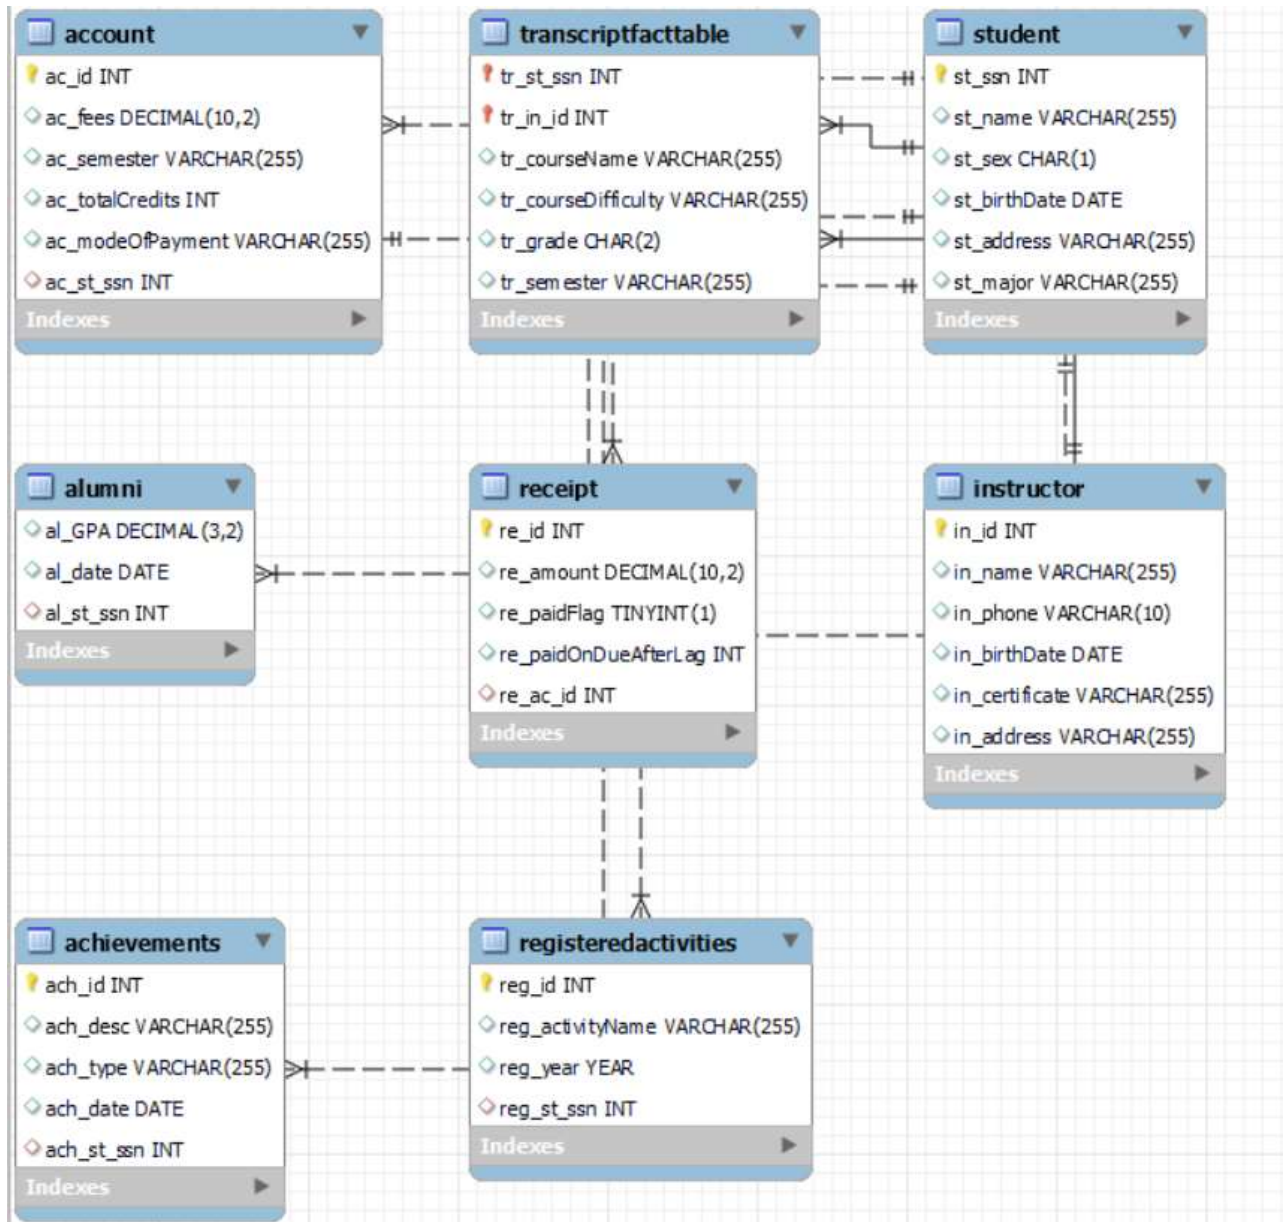 account
ac_id INT
ac_fees DECIMAL(10,2)
ac_semester VARCHAR(255)
ac_totalCredits INT
ac_modeOfPayment VARCHAR(255)
ac_st_ssn INT
Indexes
transcriptfacttable
tr_st_ssn INT
tr_in_id INT
tr_courseName VARCHAR(255)
tr_courseDifficulty VARCHAR(255)
tr_grade CHAR(2)
tr_semester VARCHAR(255)
Indexes
student
st_ssn INT
st_name VARCHAR(255)
st_sex CHAR(1)
st_birthDate DATE
st_address VARCHAR(255)
st_major VARCHAR(255)
Indexes
alumni
al_GPA DECIMAL(3,2)
al_date DATE
al_st_ssn INT
Indexes
receipt
re_id INT
re_amount DECIMAL(10,2)
re_paidFlag TINYINT(1)
re_paidOnDueAfterLag INT
re_ac_id INT
Indexes
instructor
in_id INT
in_name VARCHAR(255)
in_phone VARCHAR(10)
in_birthDate DATE
in_certificate VARCHAR(255)
in_address VARCHAR(255)
Indexes
achievements
ach_id INT
ach_desc VARCHAR(255)
ach_type VARCHAR(255)
ach_date DATE
ach_st_ssn INT
Indexes
registeredactivities
reg_id INT
reg_activityName VARCHAR(255)
reg_year YEAR
reg_st_ssn INT
Indexes